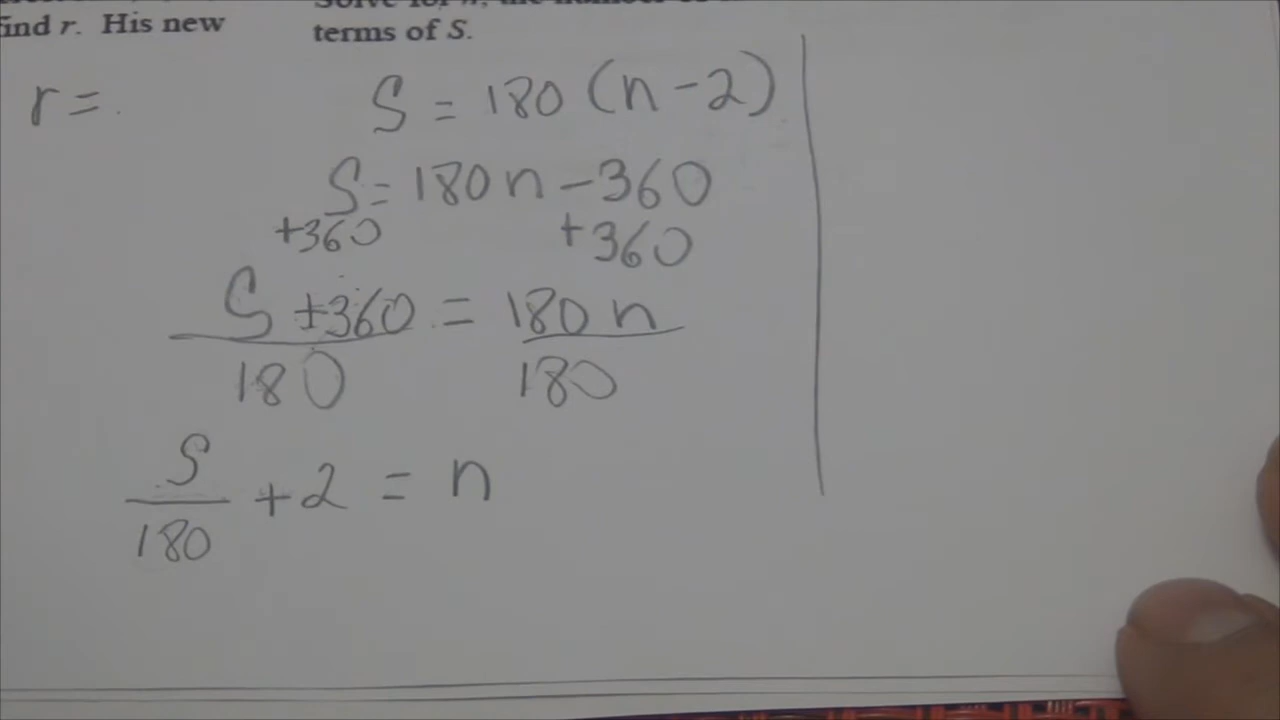 find r. His new
terms of S.
r =
S = 180 (n - 2)
S = 180n - 360
+360 +360
S + 360 = 180n
180 180
S
180 + 2 = n